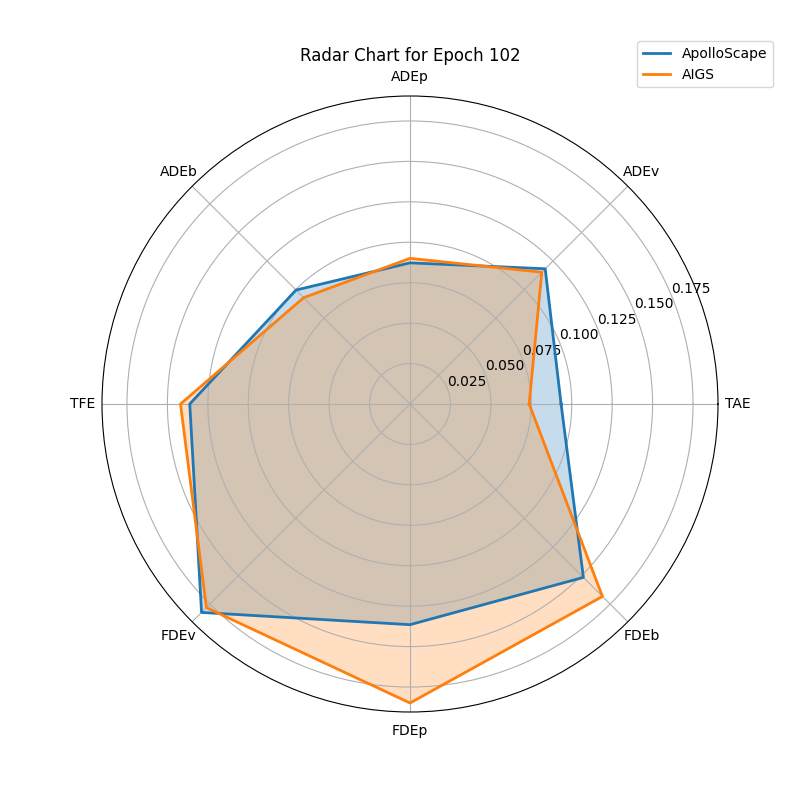 Radar Chart for Epoch 102
ApolloScape
AIGS
ADEp
ADEb
ADEv
0.175
0.150
0.125
0.100
0.075
0.050
0.025
TFE
TAE
FDEv
FDEb
FDEp